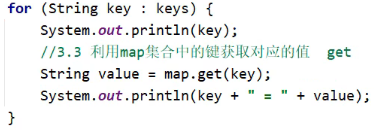 for (String key : keys) {
System.out.println(key);
//3.3 利用map集合中的键获取对应的值 get
String value = map.get(key);
System.out.println(key + " = " + value);
}